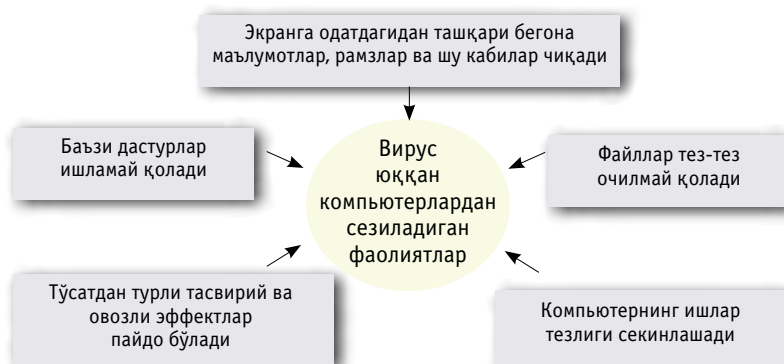 Экранга одатдагидан ташқари бегона
маълумотлар, рамзлар ва шу кабилар чиқади
Баъзи дастурлар
ишламай қолади
Вирус
юққан
компьютерлардан
сезиладиган
фаолиятлар
Файллар тез-тез
очилмай қолади
Тўсатдан турли тасвирий ва
овозли эффектлар
пайдо бўлади
Компьютернинг ишлар
тезлиги секинлашади